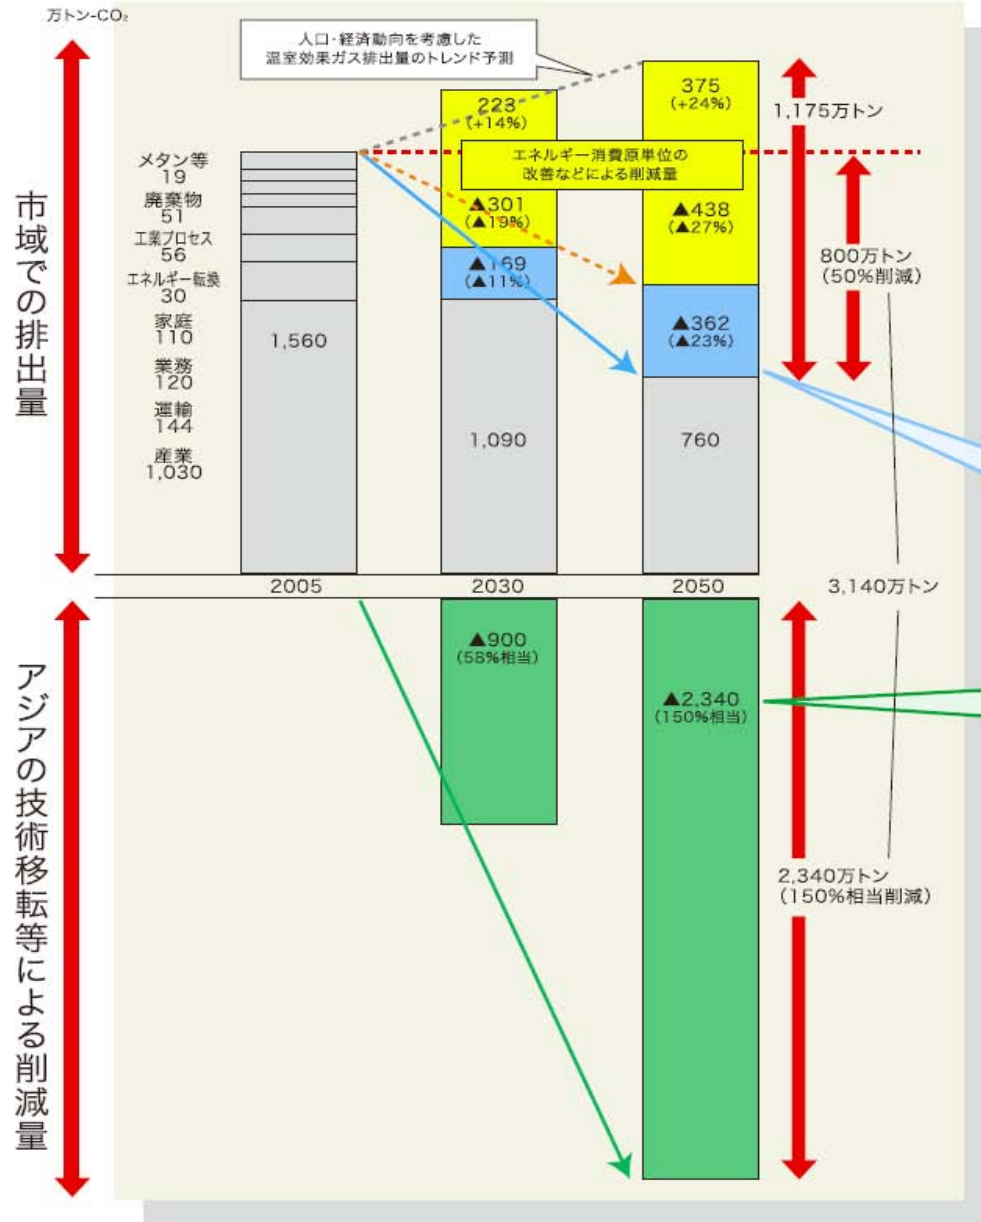 万トン-CO₂
人口・経済動向を考慮した
温室効果ガス排出量のトレンド予測
市域での排出量
メタン等
19
廃棄物
51
工業プロセス
56
エネルギー転換
30
家庭
110
業務
120
運輸
144
産業
1,030
1,560
223
(+14%)
375
(+24%)
エネルギー消費原単位の
改善などによる削減量
▲301
(▲19%)
▲438
(▲27%)
▲169
(▲11%)
▲362
(▲23%)
1,090
760
1,175万トン
800万トン
(50%削減)
2005
2030
2050
3,140万トン
アジアの技術移転等による削減量
▲900
(58%相当)
▲2,340
(150%相当)
2,340万トン
(150%相当削減)